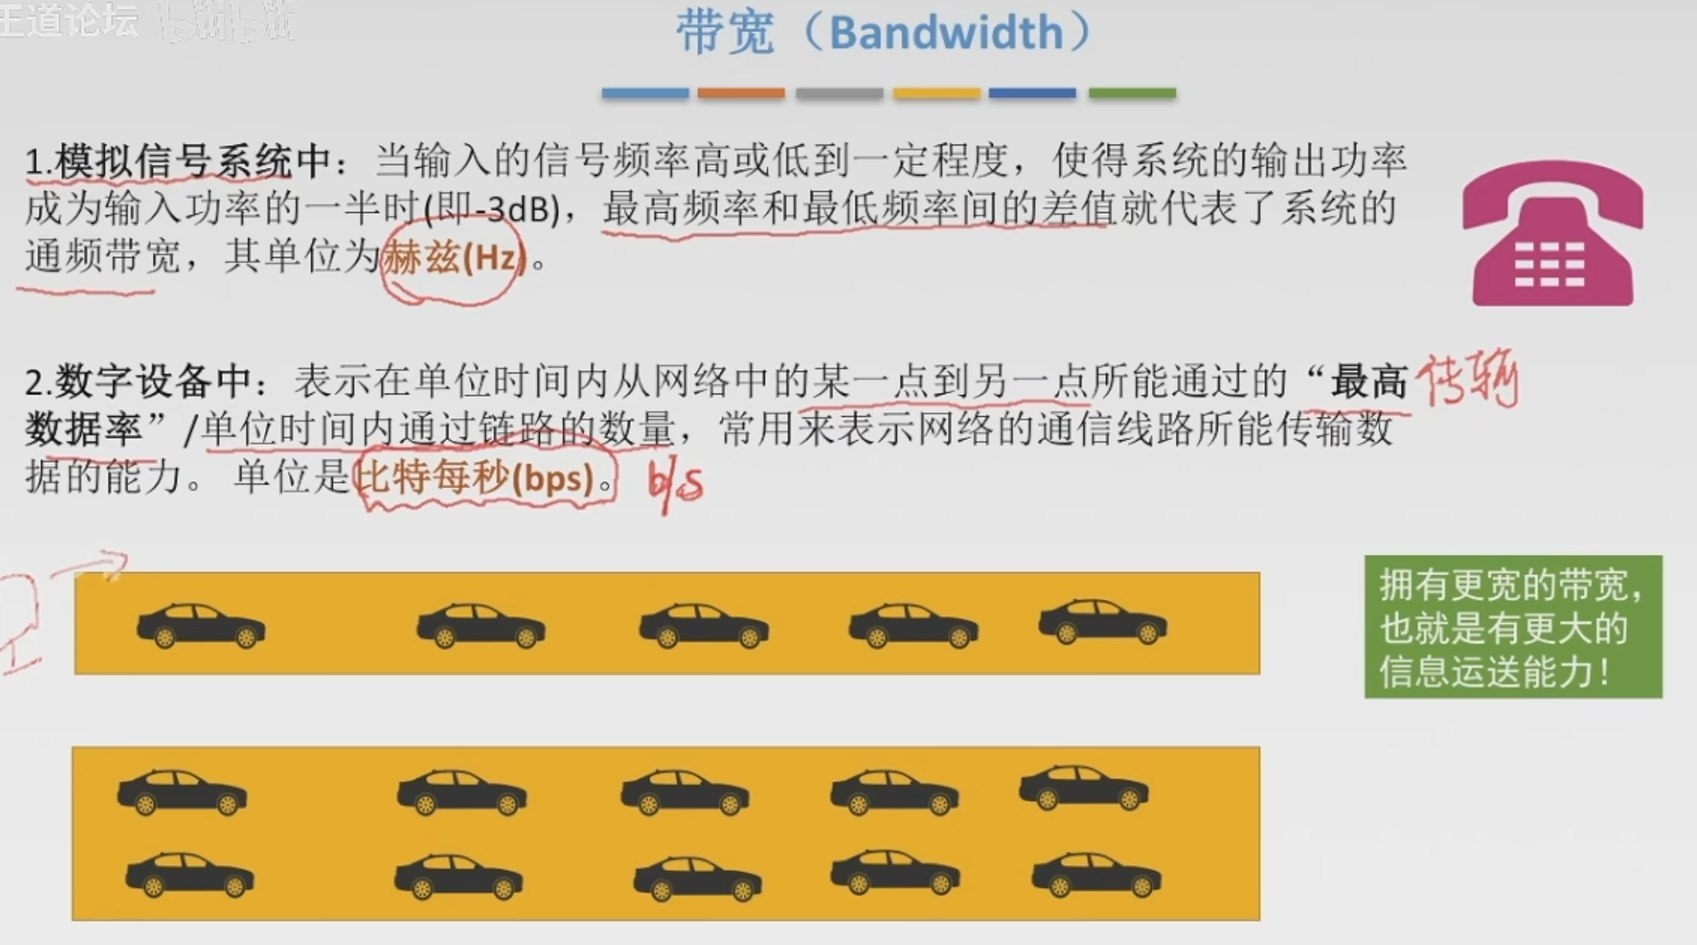 王道论坛 bilibili
带宽（Bandwidth）
1.模拟信号系统中：当输入的信号频率高或低到一定程度，使得系统的输出功率
成为输入功率的一半时(即-3dB)，最高频率和最低频率间的差值就代表了系统的
通频带宽，其单位为赫兹(Hz)。
2.数字设备中：表示在单位时间内从网络中的某一点到另一点所能通过的“最高
传输
数据率”/单位时间内通过链路的数量，常用来表示网络的通信线路所能传输数
据的能力。 单位是比特每秒(bps)。 b/s
拥有更宽的带宽，
也就是有更大的
信息运送能力！